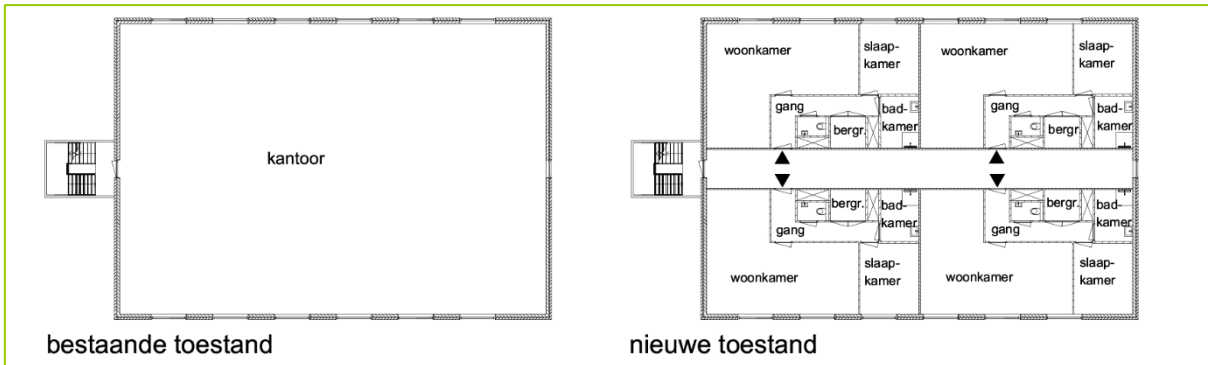 kantoor
bestaande toestand
woonkamer
slaap-
kamer
woonkamer
slaap-
kamer
gang
bad-
kamer
bergr.
gang
bad-
kamer
bergr.
bergr.
bad-
kamer
gang
bergr.
bad-
kamer
gang
woonkamer
slaap-
kamer
woonkamer
slaap-
kamer
nieuwe toestand